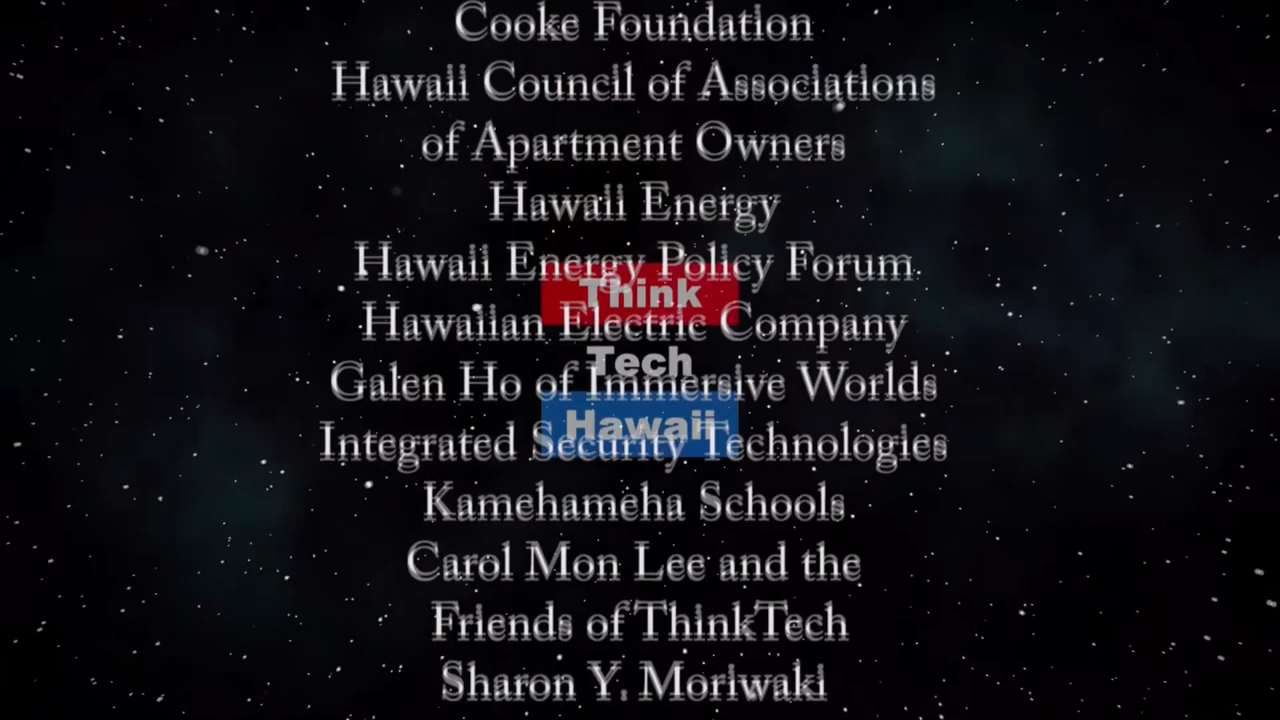 Cooke Foundation
Hawaii Council of Associations
of Apartment Owners
Hawaii Energy
Hawaii Energy Policy Forum
Think
Hawaiian Electric Company
Tech
Galen Ho of Immersive Worlds
Hawaii
Integrated Security Technologies
Kamehameha Schools
Carol Mon Lee and the
Friends of ThinkTech
Sharon Y. Moriwaki